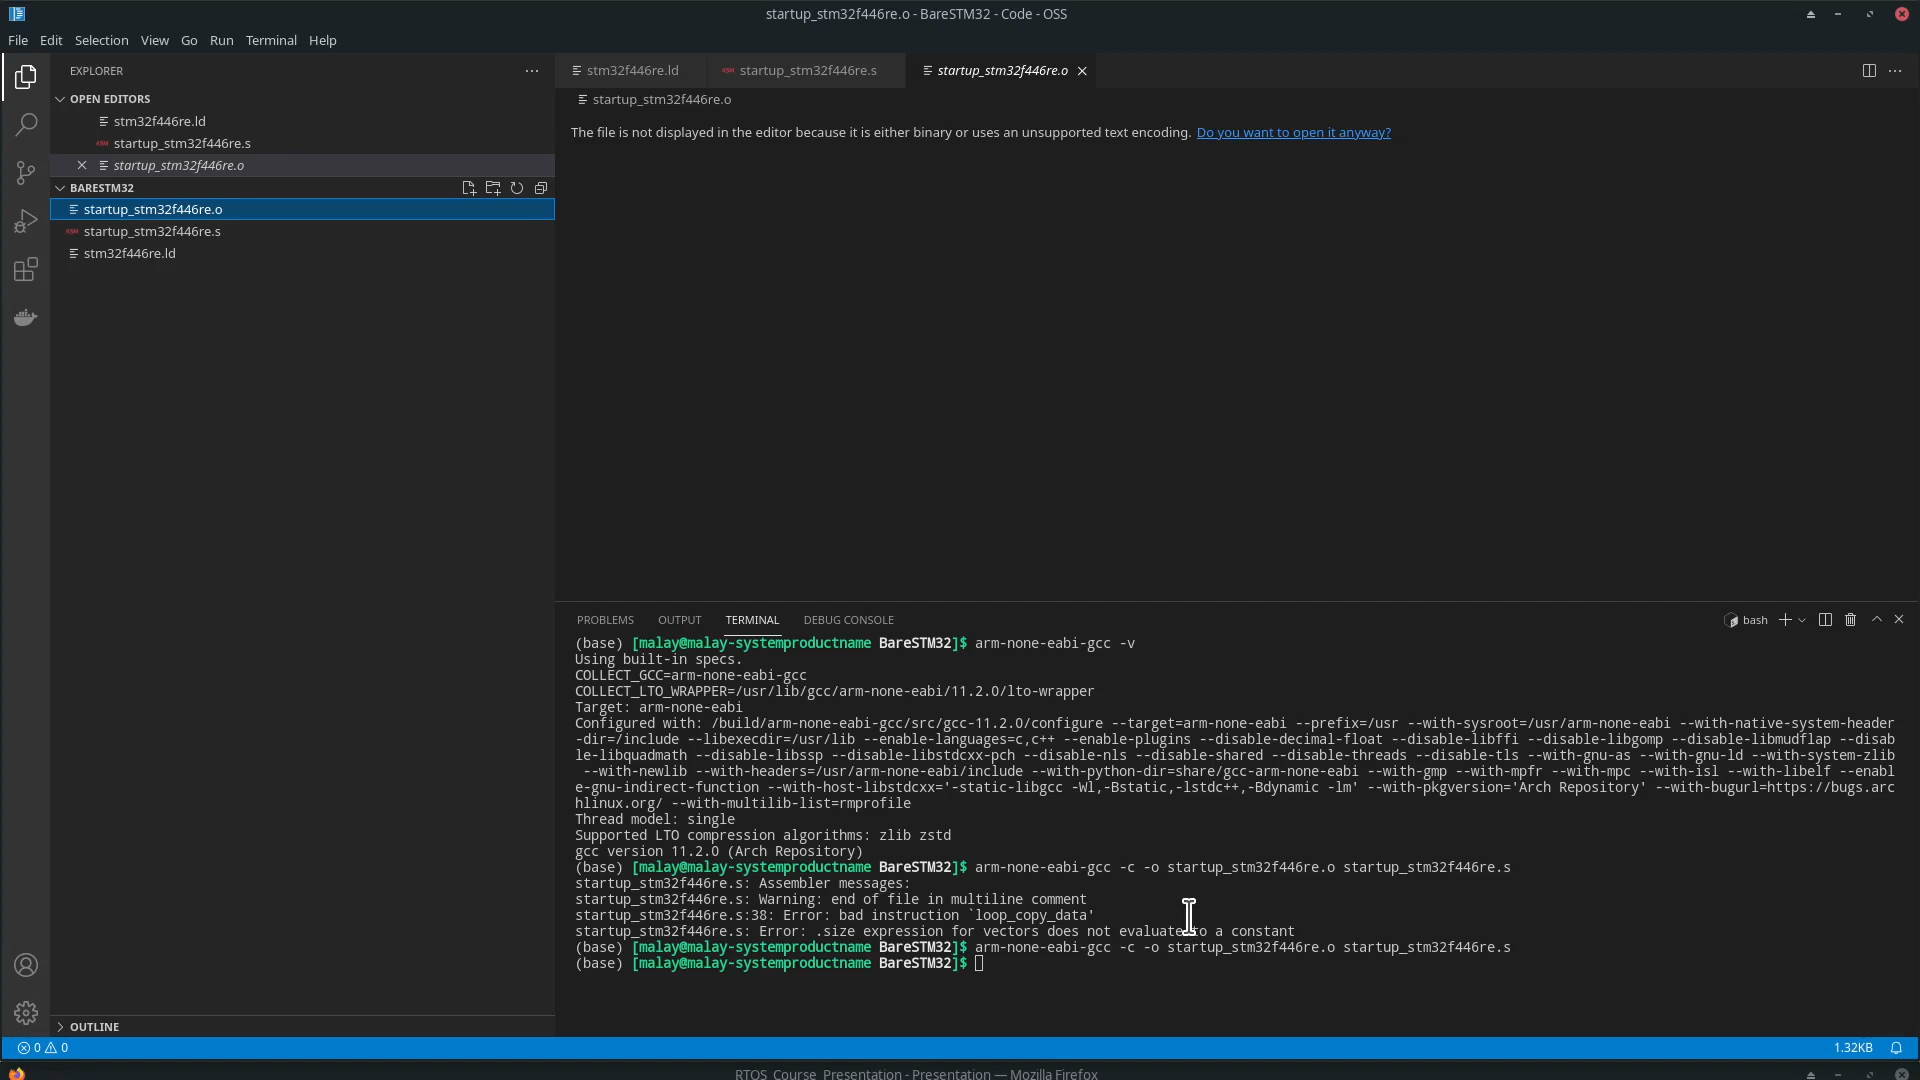 startup_stm32f446re.o - BareSTM32 - Code - OSS
File Edit Selection View Go Run Terminal Help
EXPLORER
OPEN EDITORS
stm32f446re.ld
startup_stm32f446re.s
startup_stm32f446re.o
BARESTM32
startup_stm32f446re.o
startup_stm32f446re.s
stm32f446re.ld
OUTLINE
stm32f446re.ld startup_stm32f446re.s startup_stm32f446re.o
startup_stm32f446re.o
The file is not displayed in the editor because it is either binary or uses an unsupported text encoding. Do you want to open it anyway?
PROBLEMS OUTPUT TERMINAL DEBUG CONSOLE bash
(base) [malay@malay-systemproductname BareSTM32]$ arm-none-eabi-gcc -v
Using built-in specs.
COLLECT_GCC=arm-none-eabi-gcc
COLLECT_LTO_WRAPPER=/usr/lib/gcc/arm-none-eabi/11.2.0/lto-wrapper
Target: arm-none-eabi
Configured with: /build/arm-none-eabi-gcc/src/gcc-11.2.0/configure --target=arm-none-eabi --prefix=/usr --with-sysroot=/usr/arm-none-eabi --with-native-system-header
-dir=/include --libexecdir=/usr/lib --enable-languages=c,c++ --enable-plugins --disable-decimal-float --disable-libffi --disable-libgomp --disable-libmudflap --disab
le-libquadmath --disable-libssp --disable-libstdcxx-pch --disable-nls --disable-shared --disable-threads --disable-tls --with-gnu-as --with-gnu-ld --with-system-zlib
--with-newlib --with-headers=/usr/arm-none-eabi/include --with-python-dir=share/gcc-arm-none-eabi --with-gmp --with-mpfr --with-mpc --with-isl --with-libelf --enabl
e-gnu-indirect-function --with-host-libstdcxx='-static-libgcc -Wl,-Bstatic,-lstdc++,-Bdynamic -lm' --with-pkgversion='Arch Repository' --with-bugurl=https://bugs.arc
hlinux.org/ --with-multilib-list=rmprofile
Thread model: single
Supported LTO compression algorithms: zlib zstd
gcc version 11.2.0 (Arch Repository)
(base) [malay@malay-systemproductname BareSTM32]$ arm-none-eabi-gcc -c -o startup_stm32f446re.o startup_stm32f446re.s
startup_stm32f446re.s: Assembler messages:
startup_stm32f446re.s: Warning: end of file in multiline comment
startup_stm32f446re.s:38: Error: bad instruction `loop_copy_data'
startup_stm32f446re.s: Error: .size expression for vectors does not evaluate to a constant
(base) [malay@malay-systemproductname BareSTM32]$ arm-none-eabi-gcc -c -o startup_stm32f446re.o startup_stm32f446re.s
(base) [malay@malay-systemproductname BareSTM32]$
0 0 1.32KB
RTOS_Course_Presentation - Presentation — Mozilla Firefox